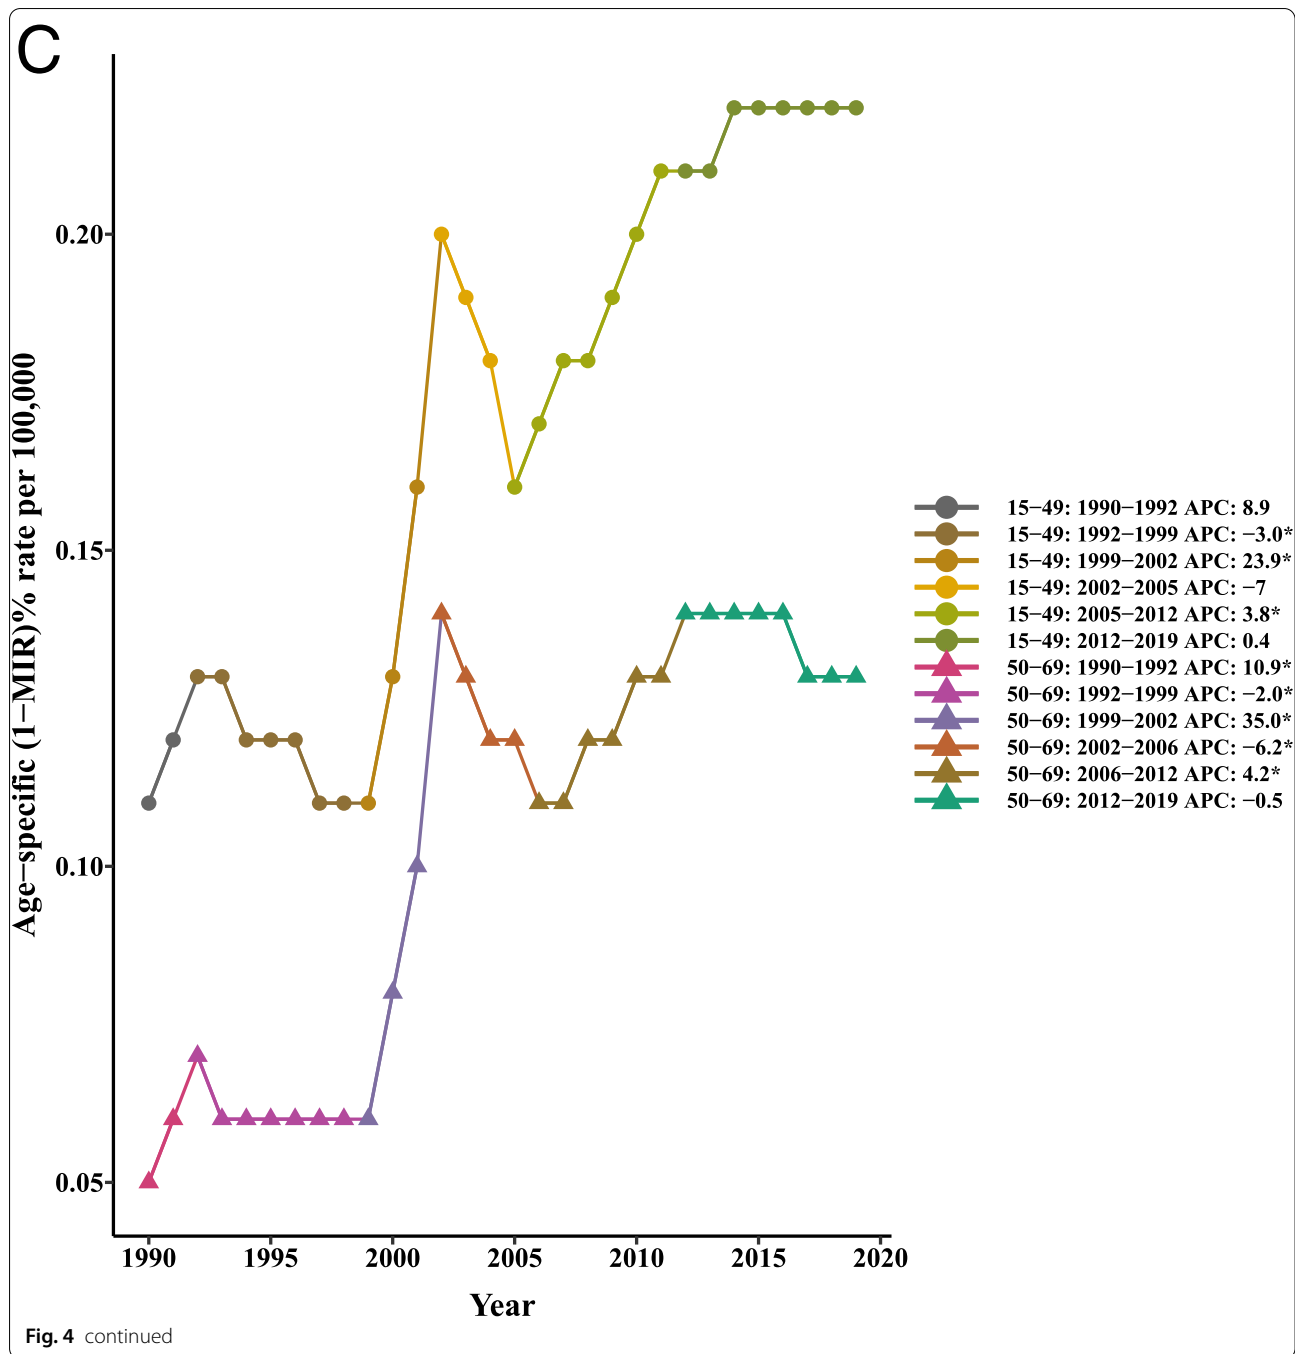 C
Age−specific (1−MIR)% rate per 100,000
0.20
0.15
0.10
0.05
1990 1995 2000 2005 2010 2015 2020
Year
15−49: 1990−1992 APC: 8.9
15−49: 1992−1999 APC: −3.0*
15−49: 1999−2002 APC: 23.9*
15−49: 2002−2005 APC: −7
15−49: 2005−2012 APC: 3.8*
15−49: 2012−2019 APC: 0.4
50−69: 1990−1992 APC: 10.9*
50−69: 1992−1999 APC: −2.0*
50−69: 1999−2002 APC: 35.0*
50−69: 2002−2006 APC: −6.2*
50−69: 2006−2012 APC: 4.2*
50−69: 2012−2019 APC: −0.5
Fig. 4 continued